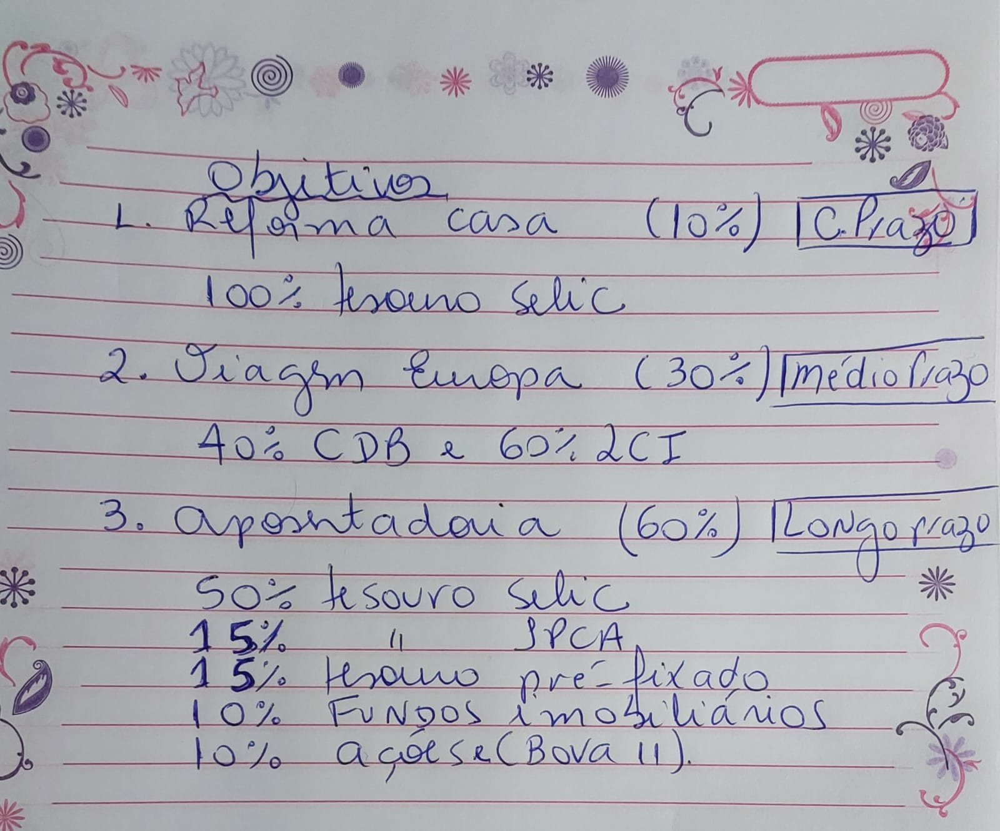 Objetivos
1. Reforma casa (10%) C. Prazo
100% tesouro Selic
2. Viagem Europa (30%) médio Prazo
40% CDB e 60% LCI
3. aposentadoria (60%) Longo prazo
50% tesouro Selic
15% " IPCA
15% tesouro pré-fixado
10% FUNDOS imobiliários
10% ações e (Bova 11).